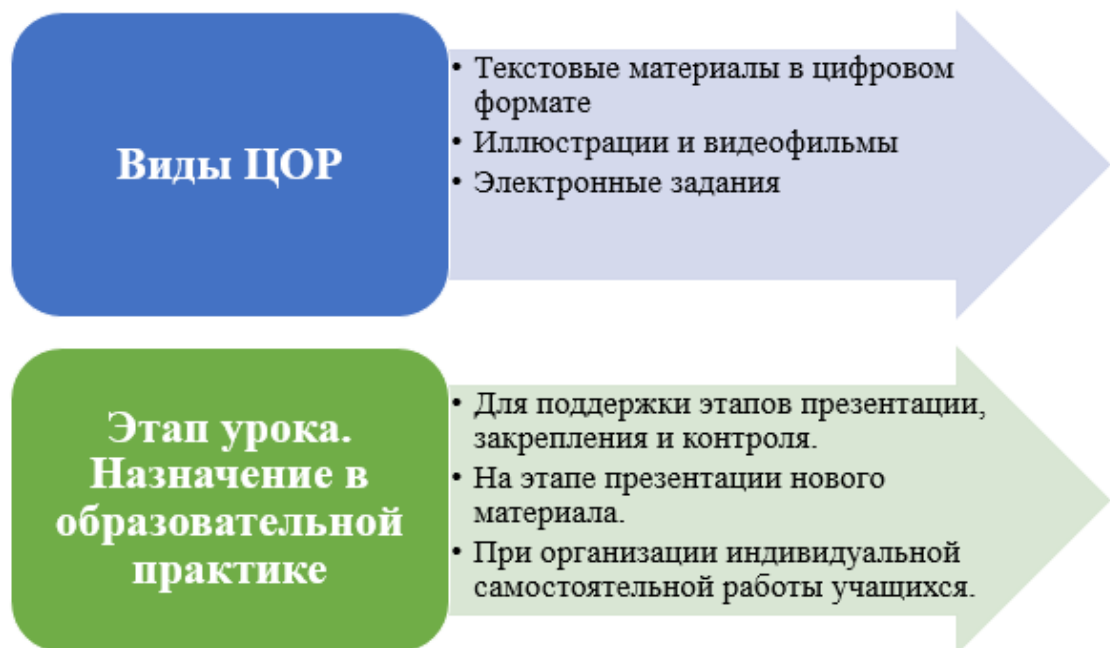 Виды ЦОР
• Текстовые материалы в цифровом
формате
• Иллюстрации и видеофильмы
• Электронные задания
Этап урока.
Назначение в
образовательной
практике
• Для поддержки этапов презентации,
закрепления и контроля.
• На этапе презентации нового
материала.
• При организации индивидуальной
самостоятельной работы учащихся.